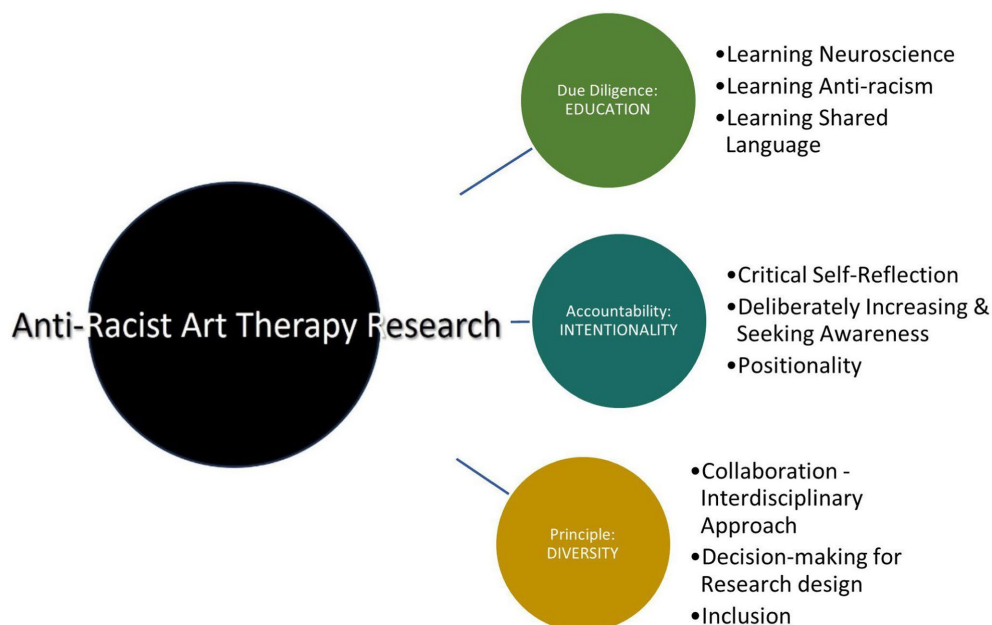 Anti-Racist Art Therapy Research
Due Diligence:
EDUCATION
•Learning Neuroscience
•Learning Anti-racism
•Learning Shared
Language
Accountability:
INTENTIONALITY
•Critical Self-Reflection
•Deliberately Increasing &
Seeking Awareness
•Positionality
Principle:
DIVERSITY
•Collaboration -
Interdisciplinary
Approach
•Decision-making for
Research design
•Inclusion